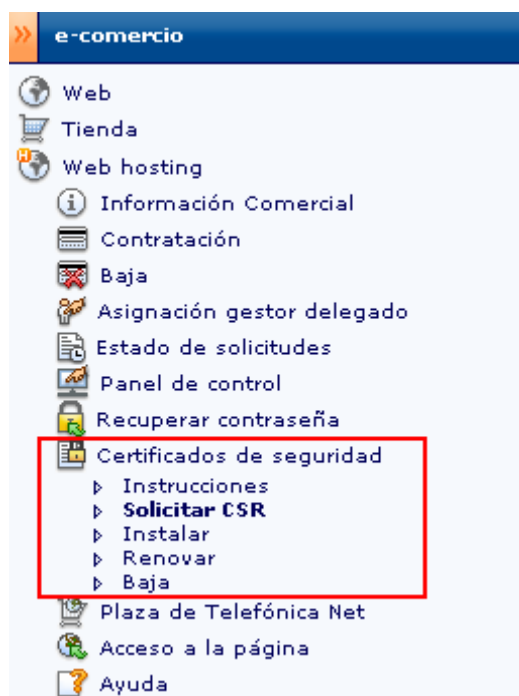 e-comercio
Web
Tienda
Web hosting
Información Comercial
Contratación
Baja
Asignación gestor delegado
Estado de solicitudes
Panel de control
Recuperar contraseña
Certificados de seguridad
Instrucciones
Solicitar CSR
Instalar
Renovar
Baja
Plaza de Telefónica Net
Acceso a la página
Ayuda